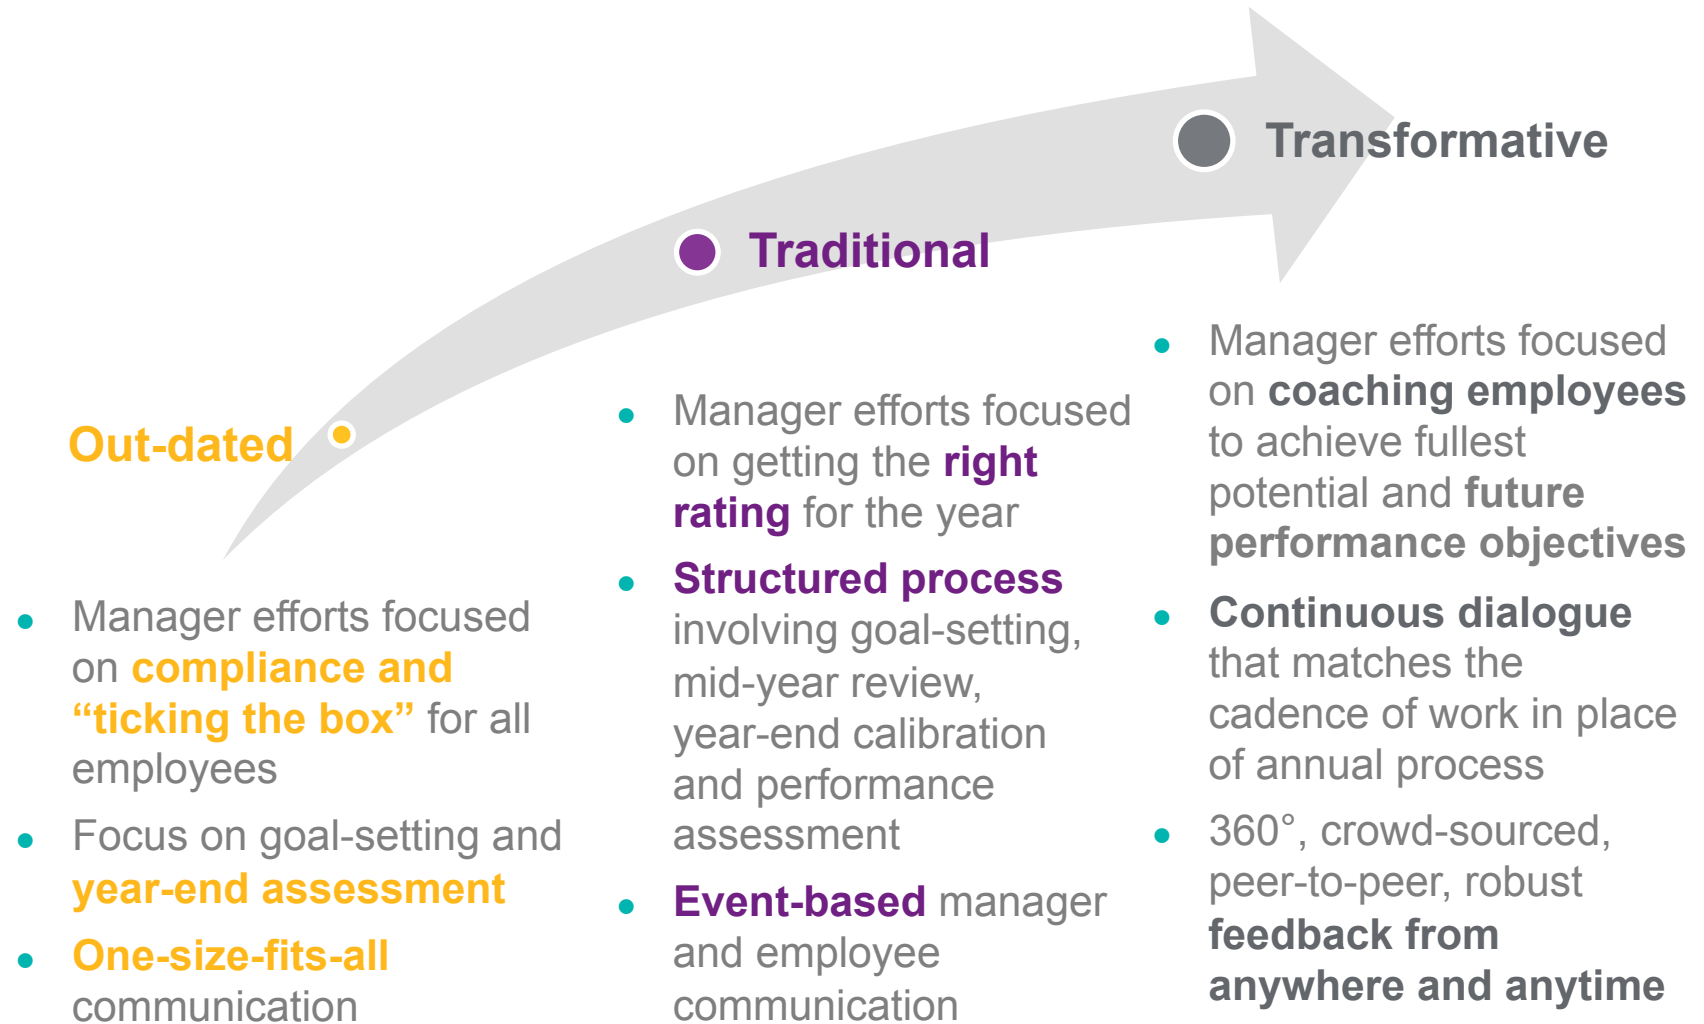 Out-dated
Manager efforts focused
on compliance and
“ticking the box” for all
employees
Focus on goal-setting and
year-end assessment
One-size-fits-all
communication
Traditional
Manager efforts focused
on getting the right
rating for the year
Structured process
involving goal-setting,
mid-year review,
year-end calibration
and performance
assessment
Event-based manager
and employee
communication
Transformative
Manager efforts focused
on coaching employees
to achieve fullest
potential and future
performance objectives
Continuous dialogue
that matches the
cadence of work in place
of annual process
360°, crowd-sourced,
peer-to-peer, robust
feedback from
anywhere and anytime